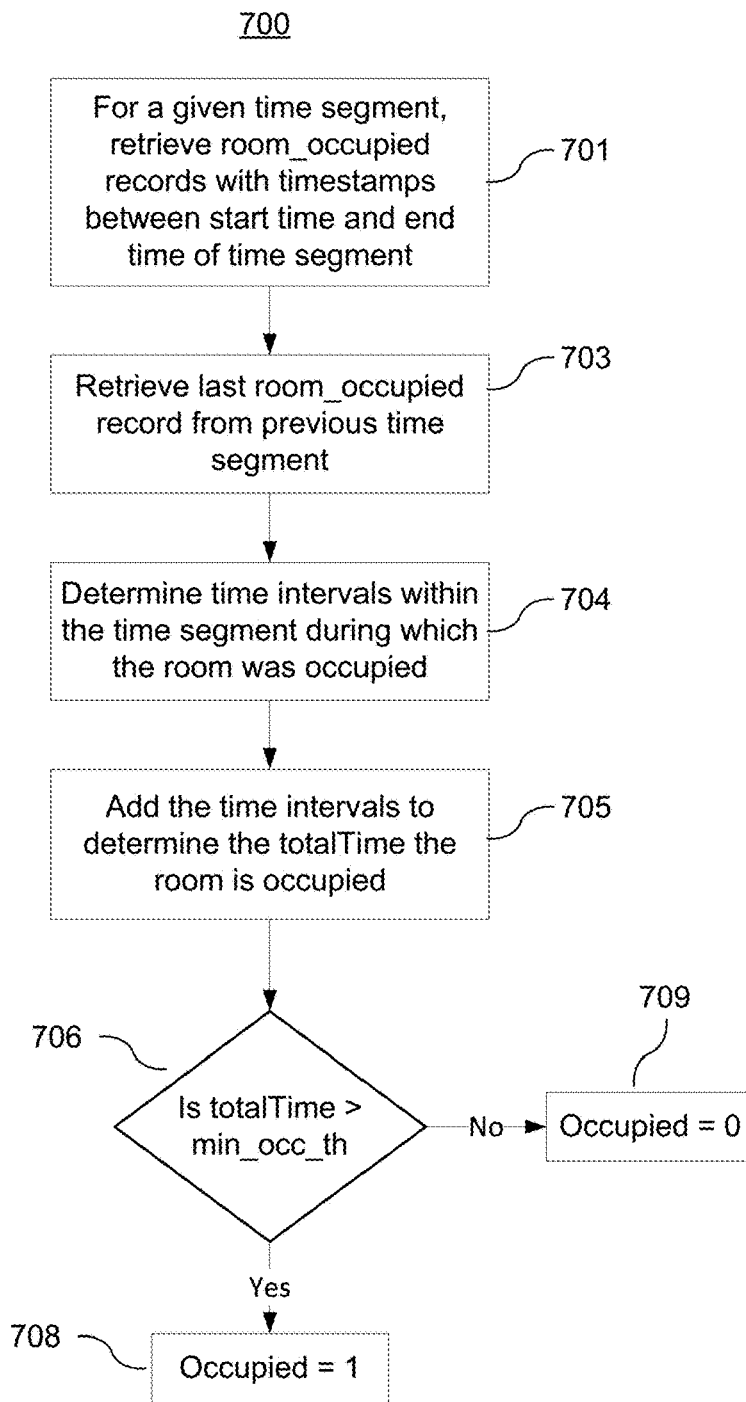 700
For a given time segment,
retrieve room_occupied
records with timestamps
between start time and end
time of time segment
701
Retrieve last room_occupied
record from previous time
segment
703
Determine time intervals within
the time segment during which
the room was occupied
704
Add the time intervals to
determine the totalTime the
room is occupied
705
706
Is totalTime >
min_occ_th
No
709
Occupied = 0
Yes
708
Occupied = 1